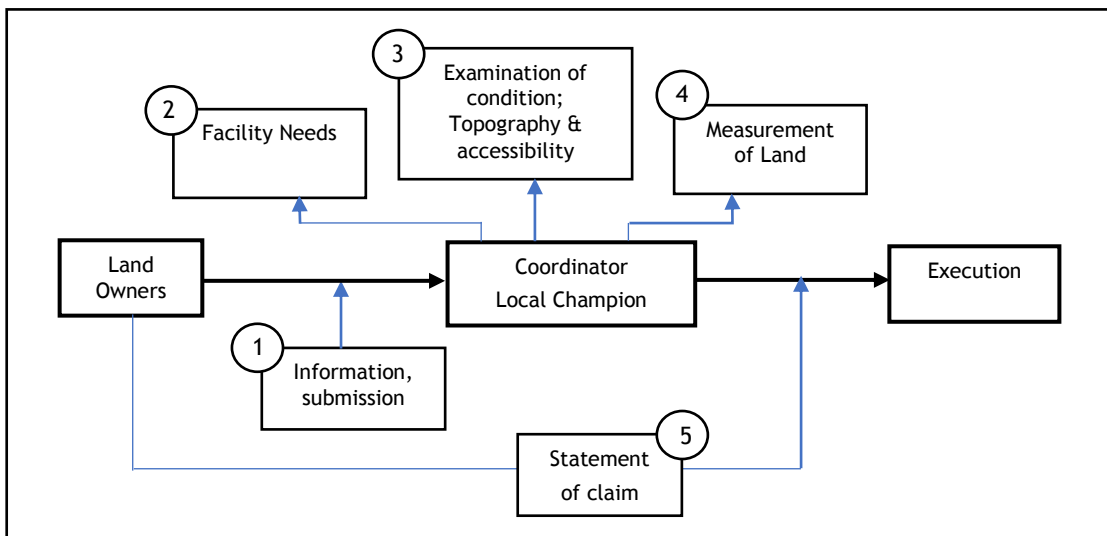 3
Examination of
condition;
Topography &
accessibility
2
Facility Needs
4
Measurement
of Land
Land
Owners
Coordinator
Local Champion
Execution
1
Information,
submission
5
Statement
of claim